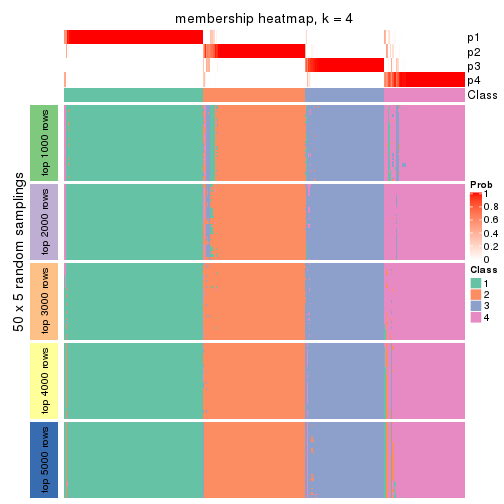 membership heatmap, k = 4
p1
p2
p3
p4
Class
50 x 5 random samplings
top 1000 rows
top 2000 rows
top 3000 rows
top 4000 rows
top 5000 rows
Prob
1
0.8
0.6
0.4
0.2
0
Class
1
2
3
4